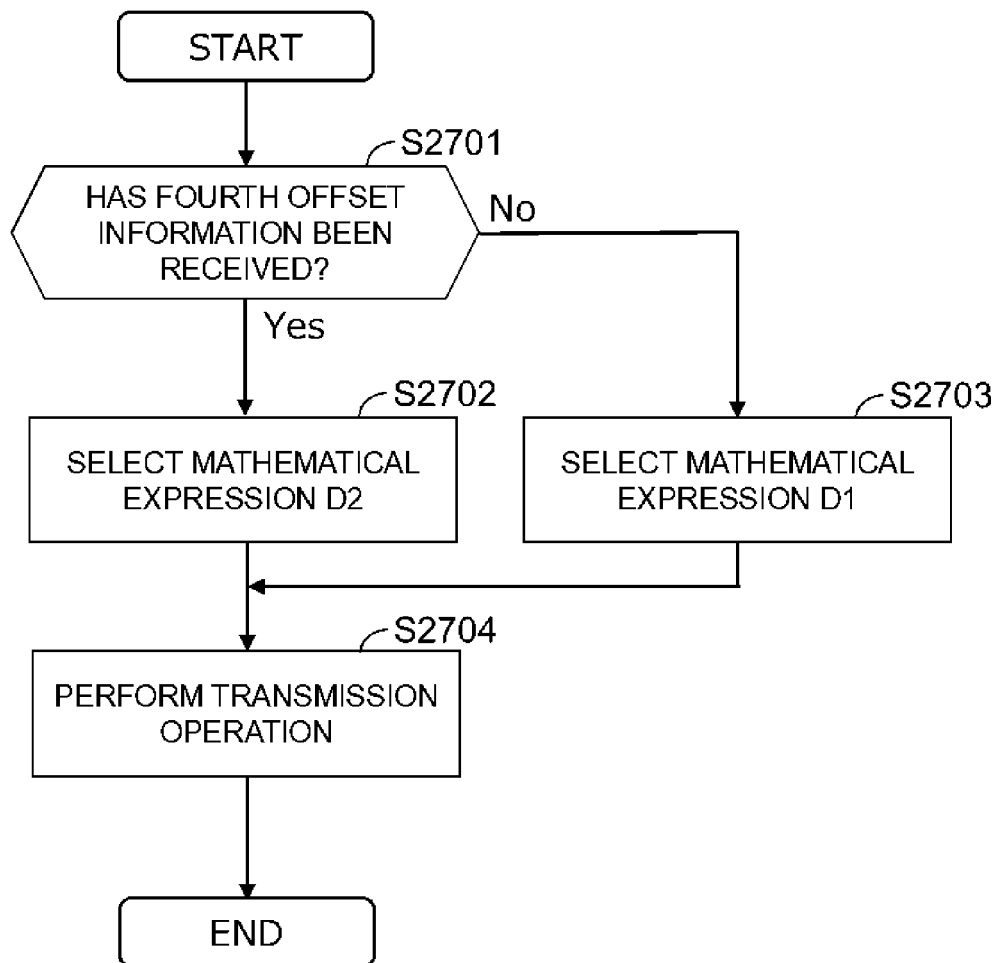 START
S2701
HAS FOURTH OFFSET
INFORMATION BEEN
RECEIVED?
No
Yes
S2702
SELECT MATHEMATICAL
EXPRESSION D2
S2703
SELECT MATHEMATICAL
EXPRESSION D1
S2704
PERFORM TRANSMISSION
OPERATION
END